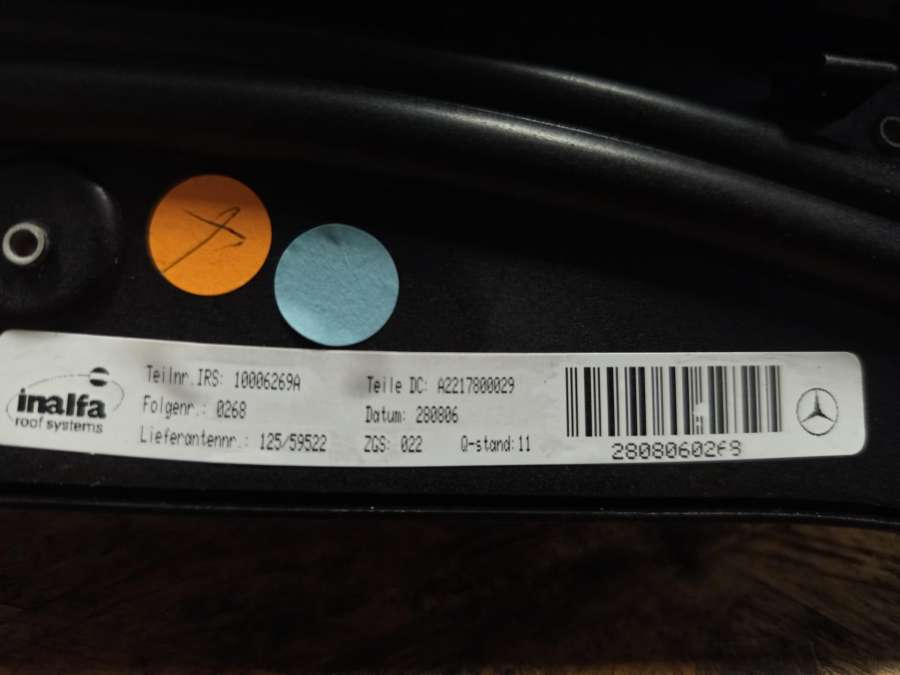 inalfa
roof systems
Teilnr.IRS: 10006269A
Folgenr.: 0268
Lieferantennr.: 125/59522
Teile DC: A2217800029
Datum: 280806
ZGS: 022 Q-stand:11
2808060268